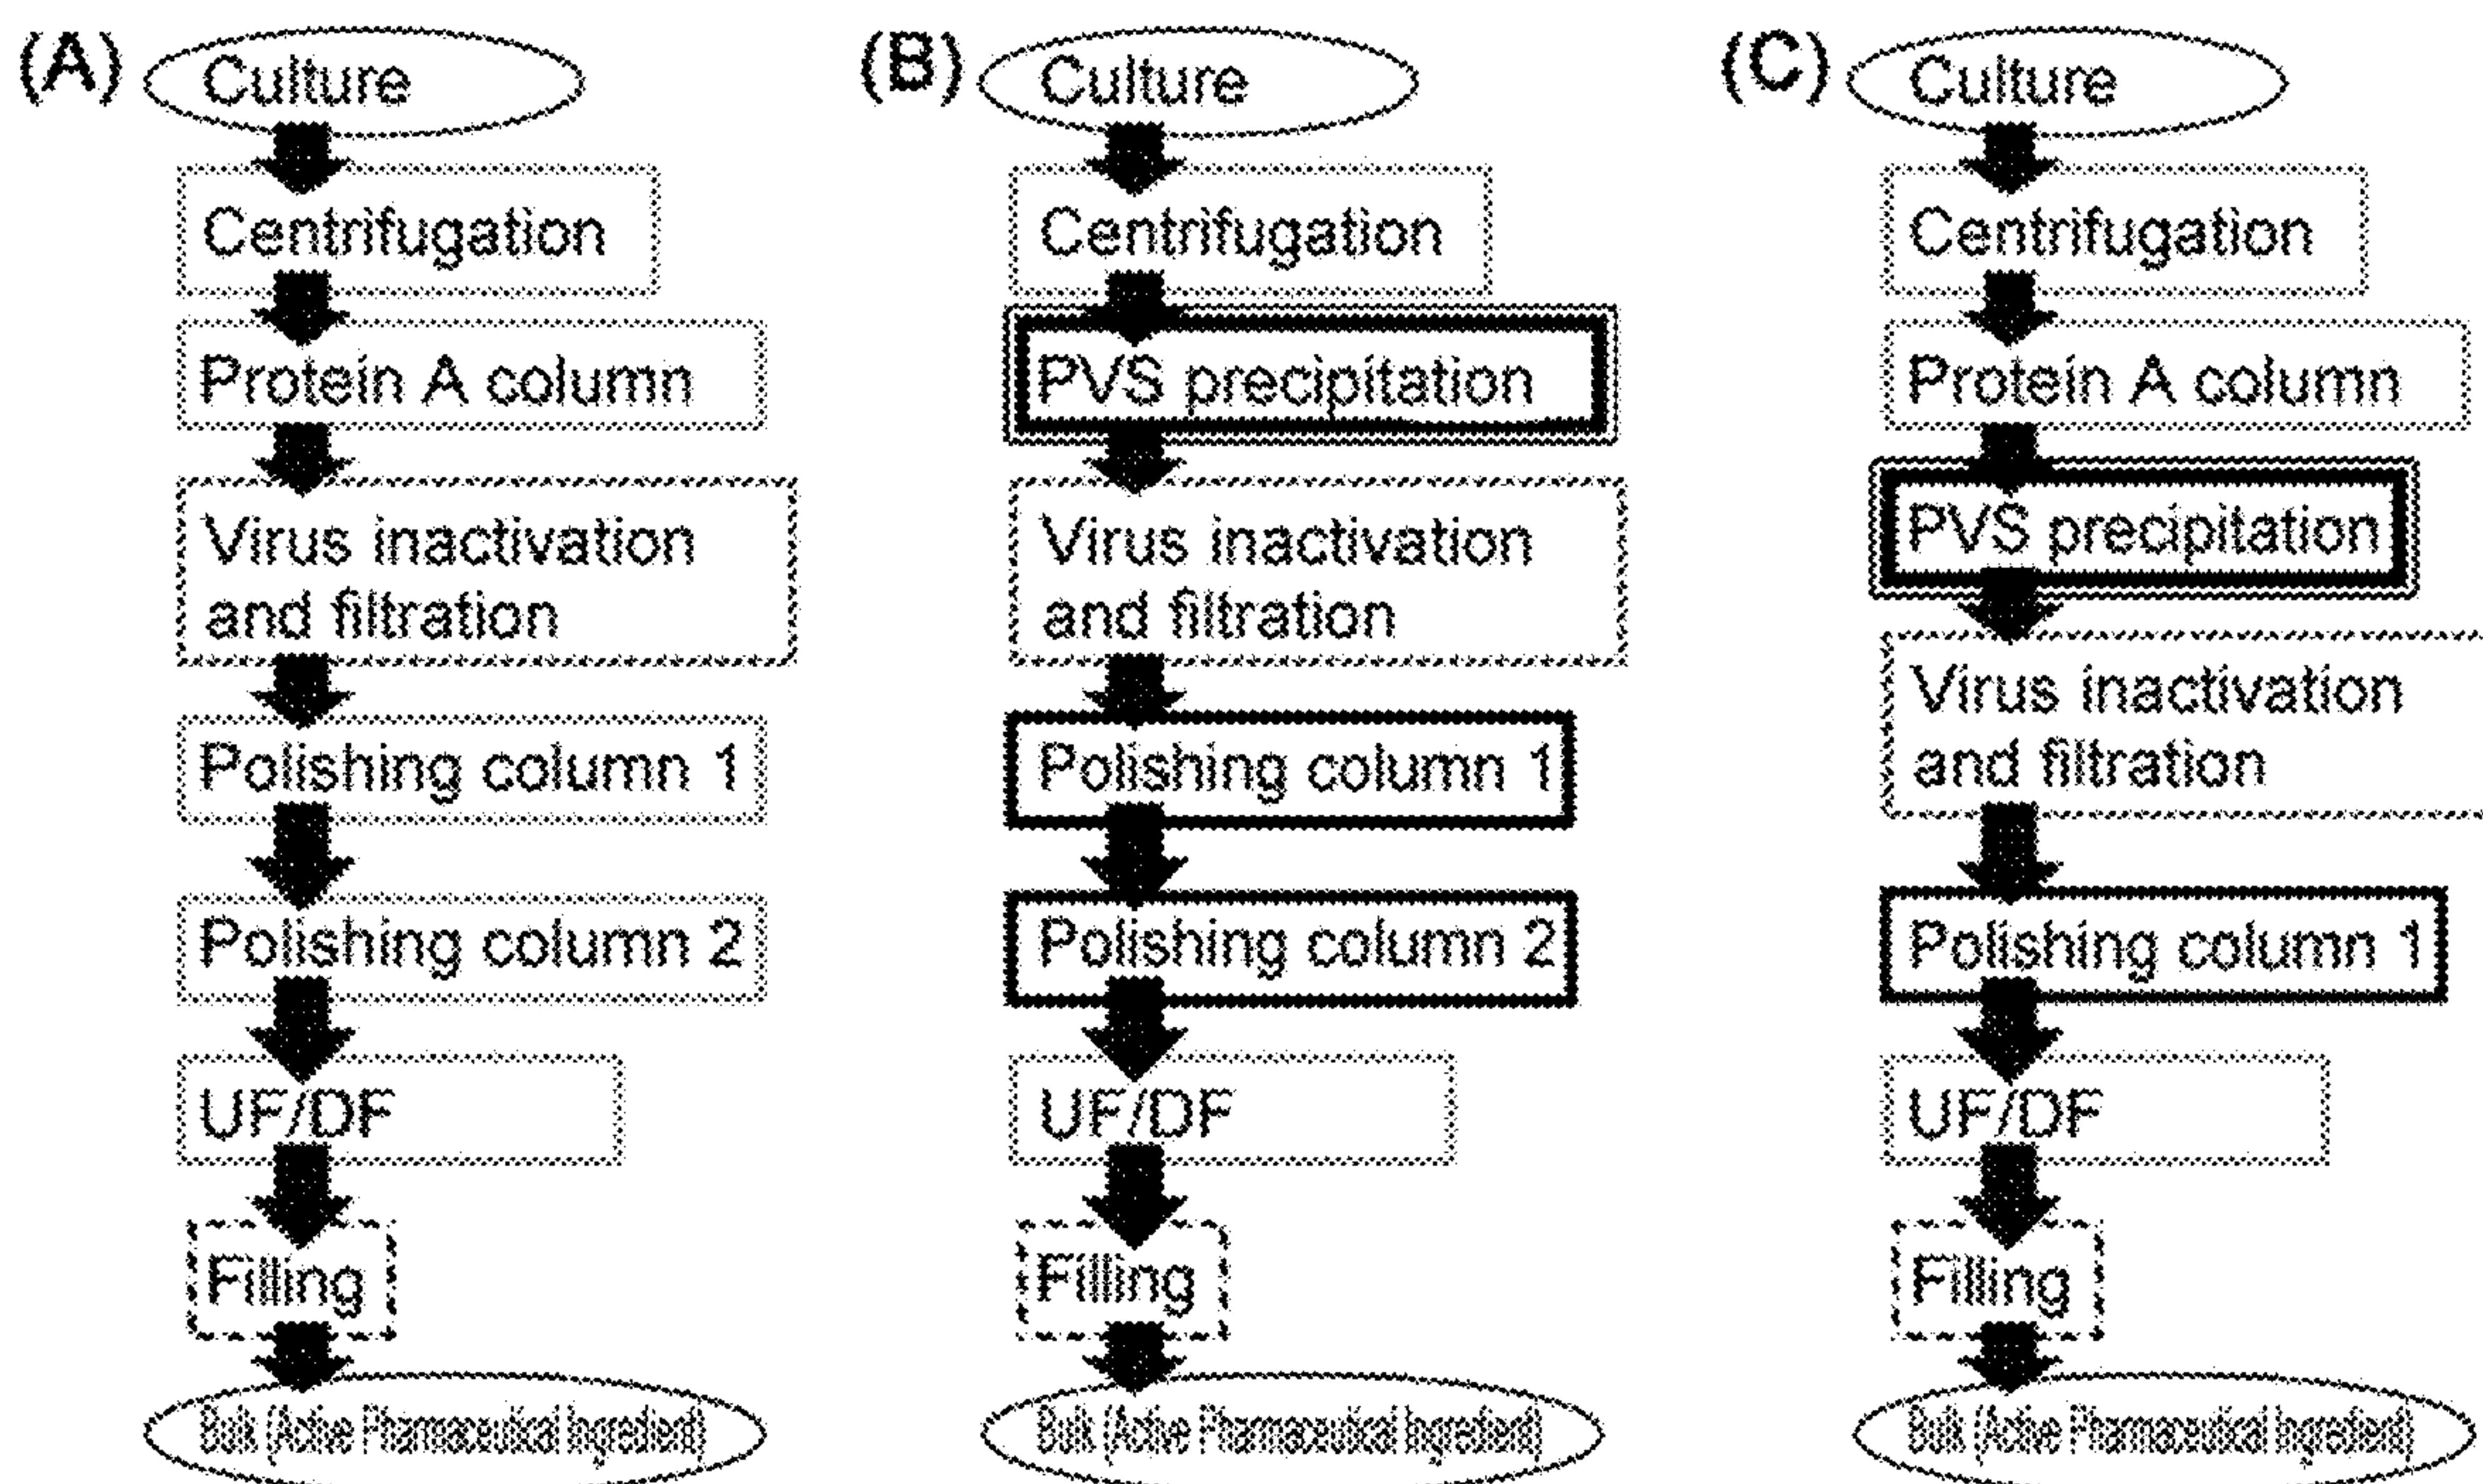 (A)
Culture
Centrifugation
Protein A column
Virus inactivation
and filtration
Polishing column 1
Polishing column 2
UF/DF
Filling
Bulk (Active Pharmaceutical Ingredient)
(B)
Culture
Centrifugation
PVS precipitation
Virus inactivation
and filtration
Polishing column 1
Polishing column 2
UF/DF
Filling
Bulk (Active Pharmaceutical Ingredient)
(C)
Culture
Centrifugation
Protein A column
PVS precipitation
Virus inactivation
and filtration
Polishing column 1
UF/DF
Filling
Bulk (Active Pharmaceutical Ingredient)